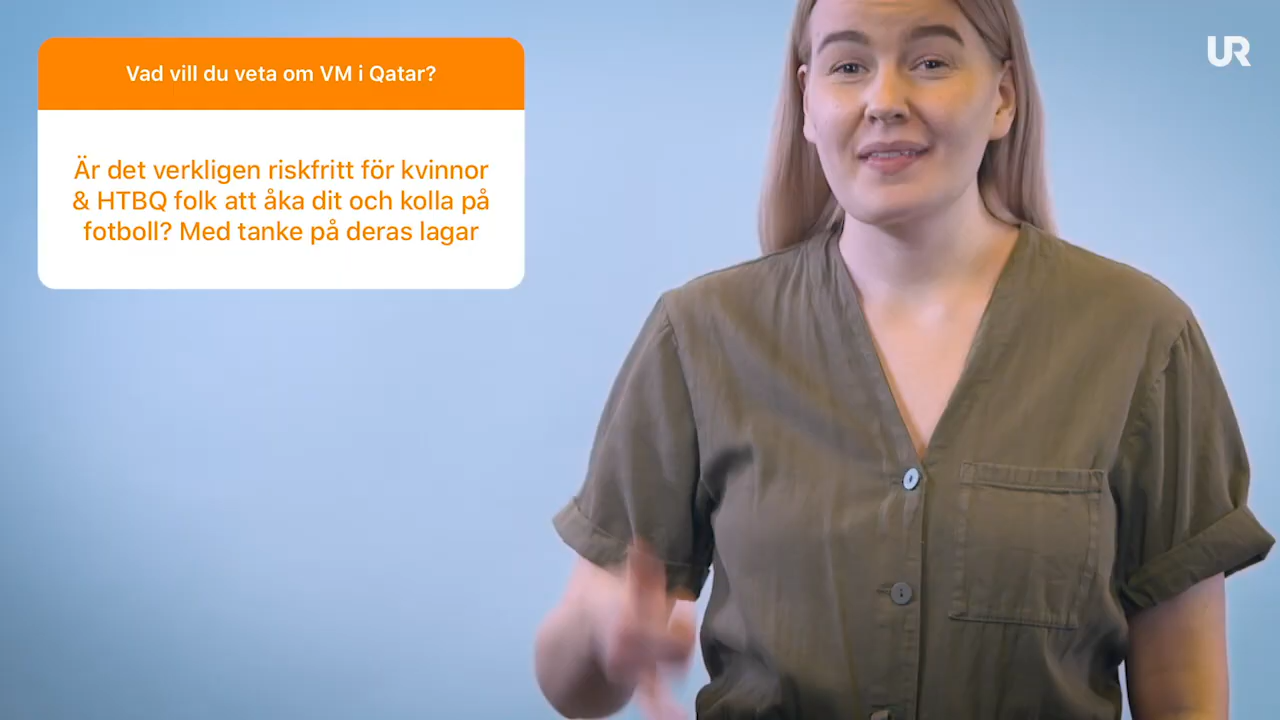 UR
Vad vill du veta om VM i Qatar?
Är det verkligen riskfritt för kvinnor
& HTBQ folk att åka dit och kolla på
fotboll? Med tanke på deras lagar